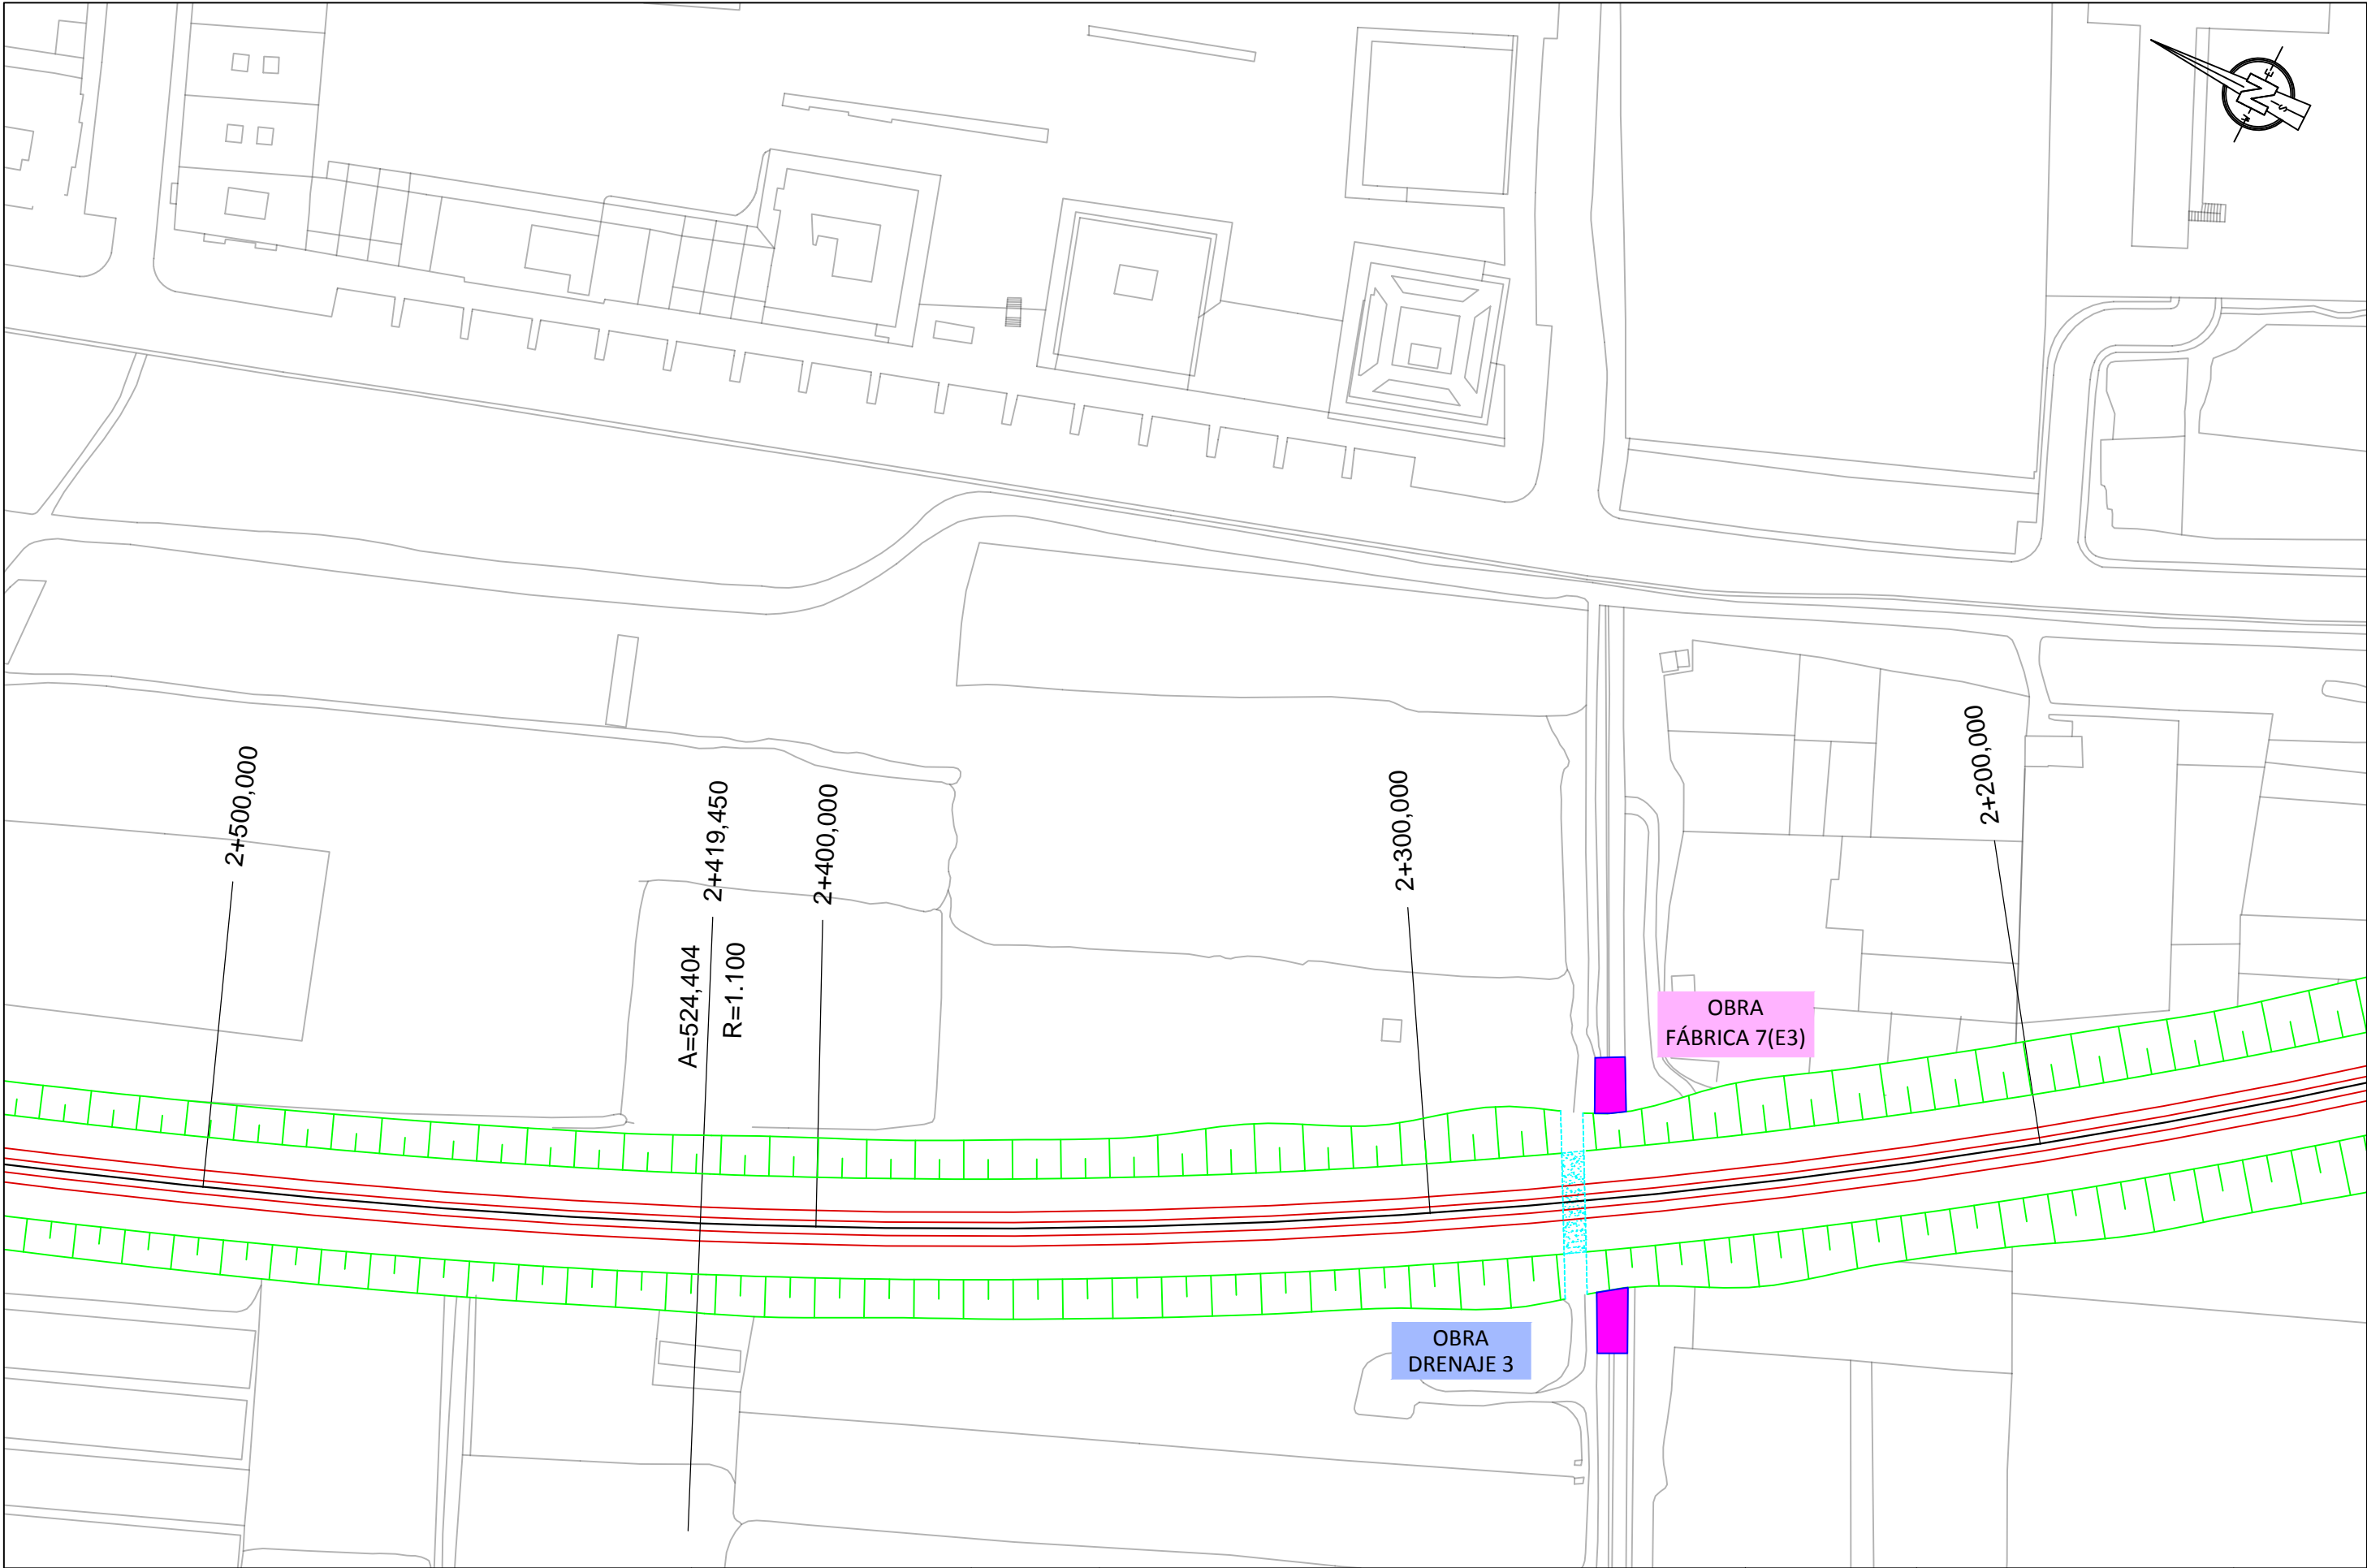 N
E
S
W
2+500,000
2+419,450
A=524,404
R=1.100
2+400,000
2+300,000
2+200,000
OBRA
FÁBRICA 7(E3)
OBRA
DRENAJE 3